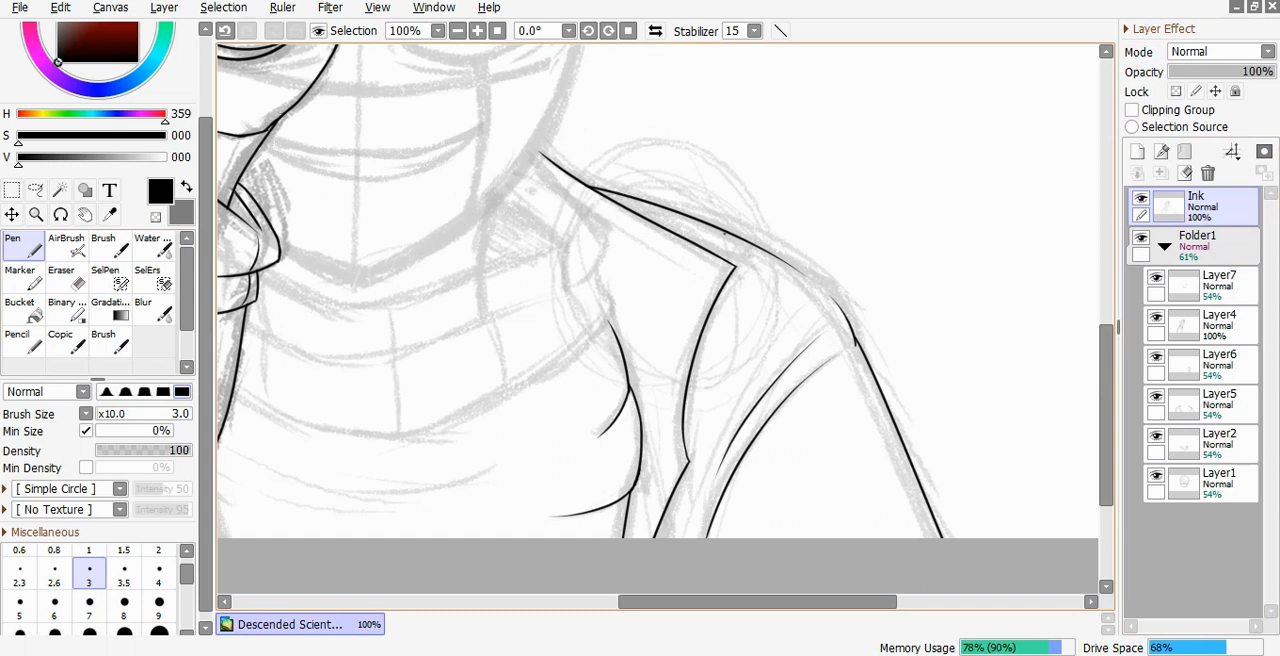 File Edit Layer Selection Ruler Filter View Window Help
Selection 100% 0.0° Stabilizer 15
H 359
S 000
V 000
T
Pen AirBrush Brush Water ...
Marker Eraser SelPen SelErs
Bucket Binary ... Gradati... Blur
Pencil Copic Brush
Normal
Brush Size x10.0 3.0
Min Size 0%
Density 100
Min Density 0%
[ Simple Circle ] Intensity 50
[ No Texture ] Intensity 95
Miscellaneous
0.6 0.8 1 1.5 2
2.3 2.6 3 3.5 4
5 6 7 8 9
Descended Scient... 100%
Layer Effect
Mode Normal
Opacity 100%
Lock
Clipping Group
Selection Source
Ink
Normal
100%
Folder1
Normal
61%
Layer7
Normal
54%
Layer4
Normal
100%
Layer6
Normal
54%
Layer5
Normal
54%
Layer2
Normal
54%
Layer1
Normal
54%
Memory Usage 78% (90%) Drive Space 68%